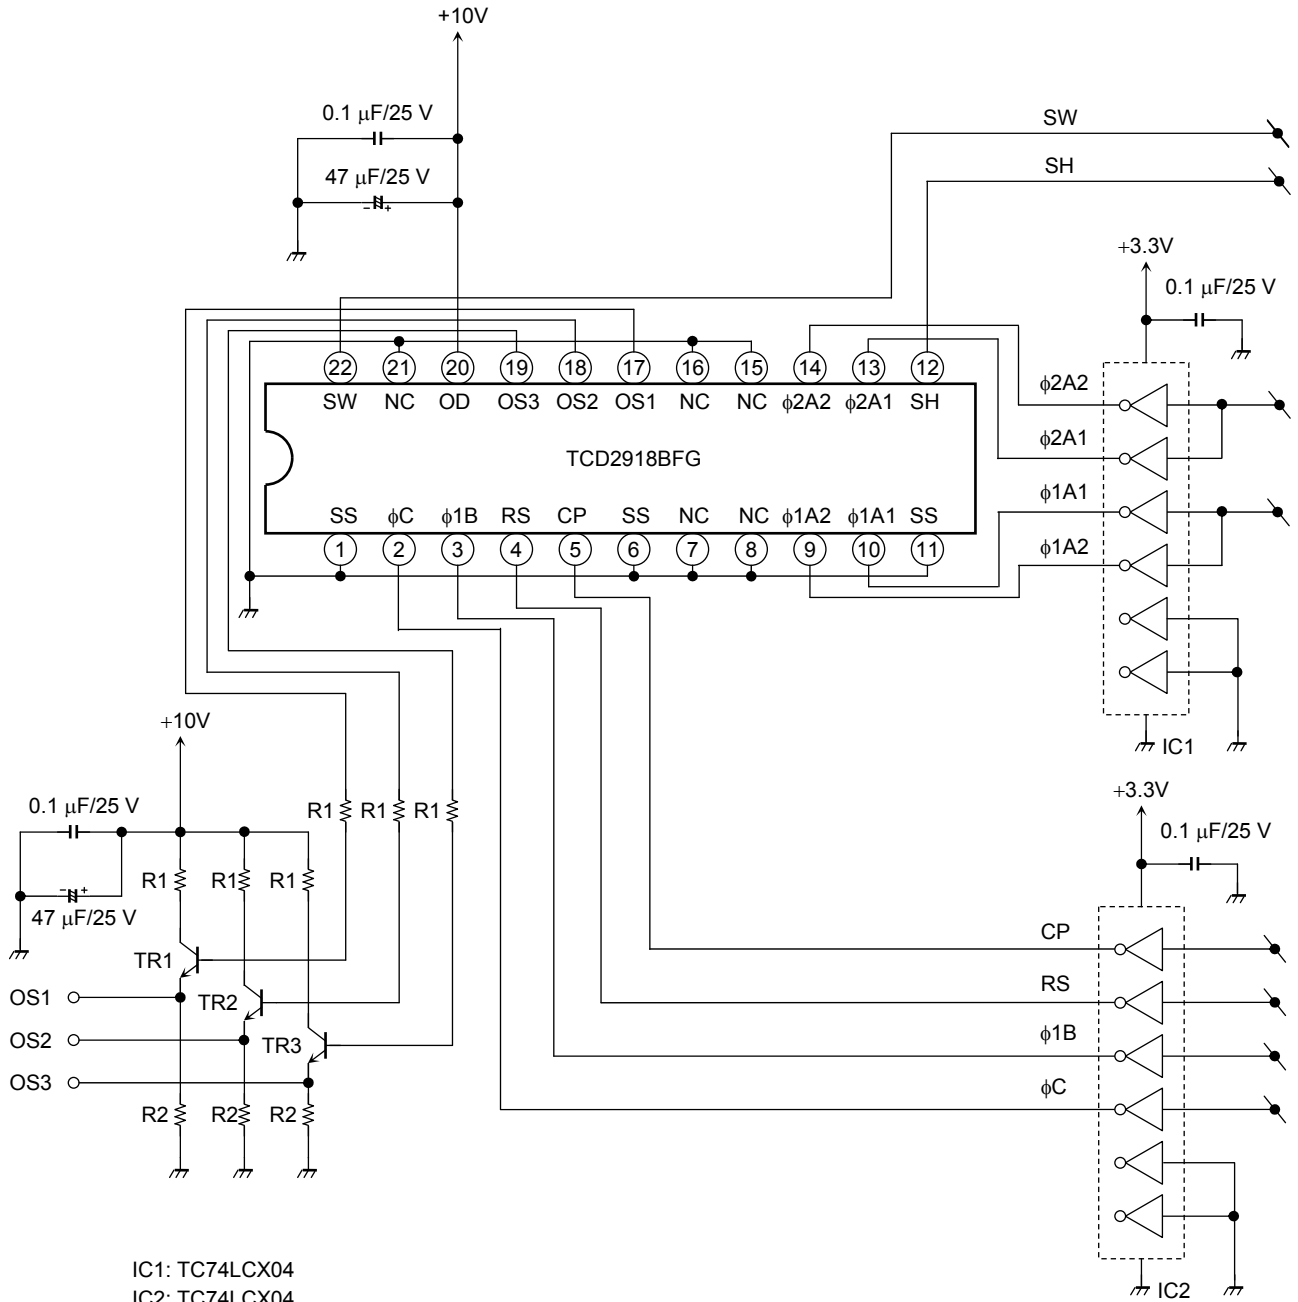 +10V
0.1 μF/25 V
47 μF/25 V
- +
SW
SH
+3.3V
0.1 μF/25 V
22 21 20 19 18 17 16 15 14 13 12
SW NC OD OS3 OS2 OS1 NC NC ϕ2A2 ϕ2A1 SH
TCD2918BFG
SS ϕC ϕ1B RS CP SS NC NC ϕ1A2 ϕ1A1 SS
1 2 3 4 5 6 7 8 9 10 11
ϕ2A2
ϕ2A1
ϕ1A1
ϕ1A2
IC1
+10V
0.1 μF/25 V
R1 R1 R1
R1 R1 R1
- +
47 μF/25 V
TR1
OS1
TR2
OS2
TR3
OS3
R2 R2 R2
+3.3V
0.1 μF/25 V
CP
RS
ϕ1B
ϕC
IC2
IC1: TC74LCX04
IC2: TC74LCX04